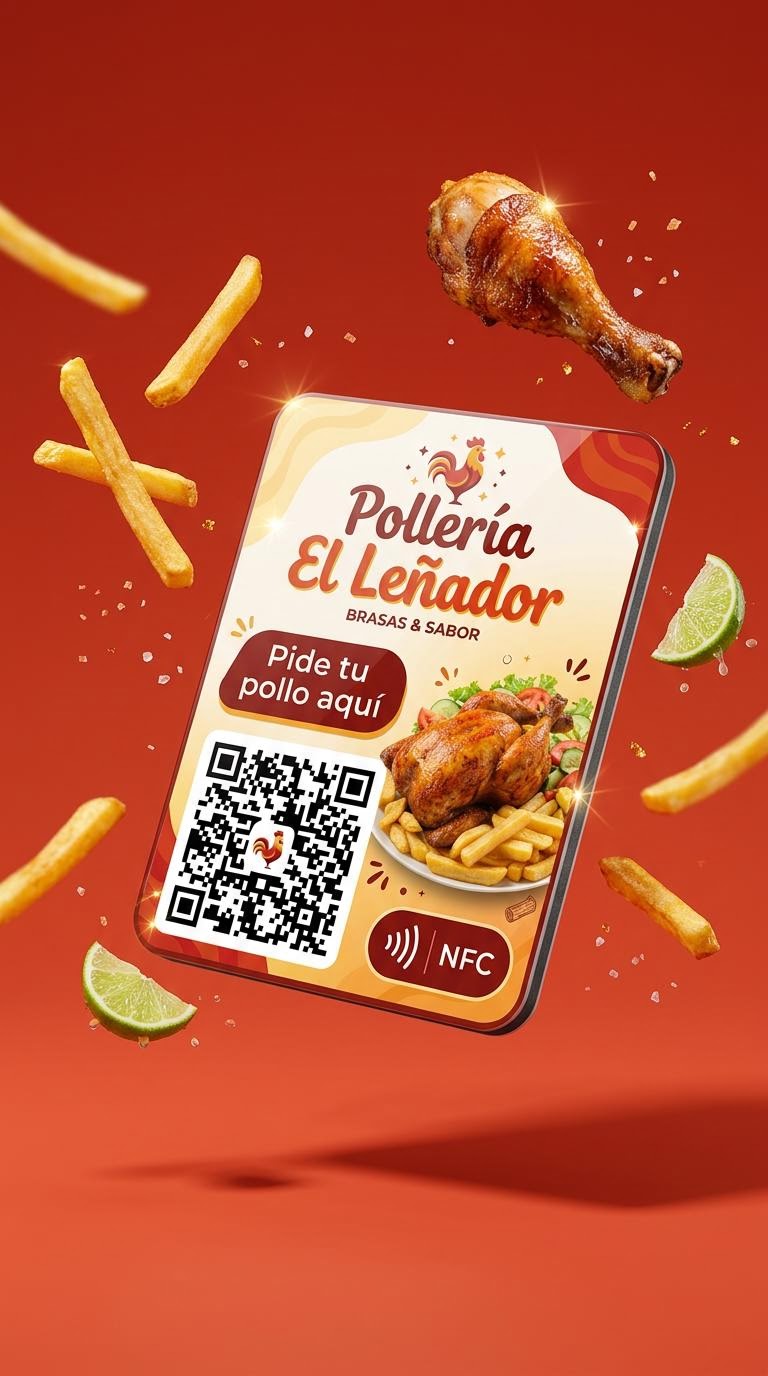 Pollería
El Leñador
BRASAS & SABOR
Pide tu
pollo aquí
NFC